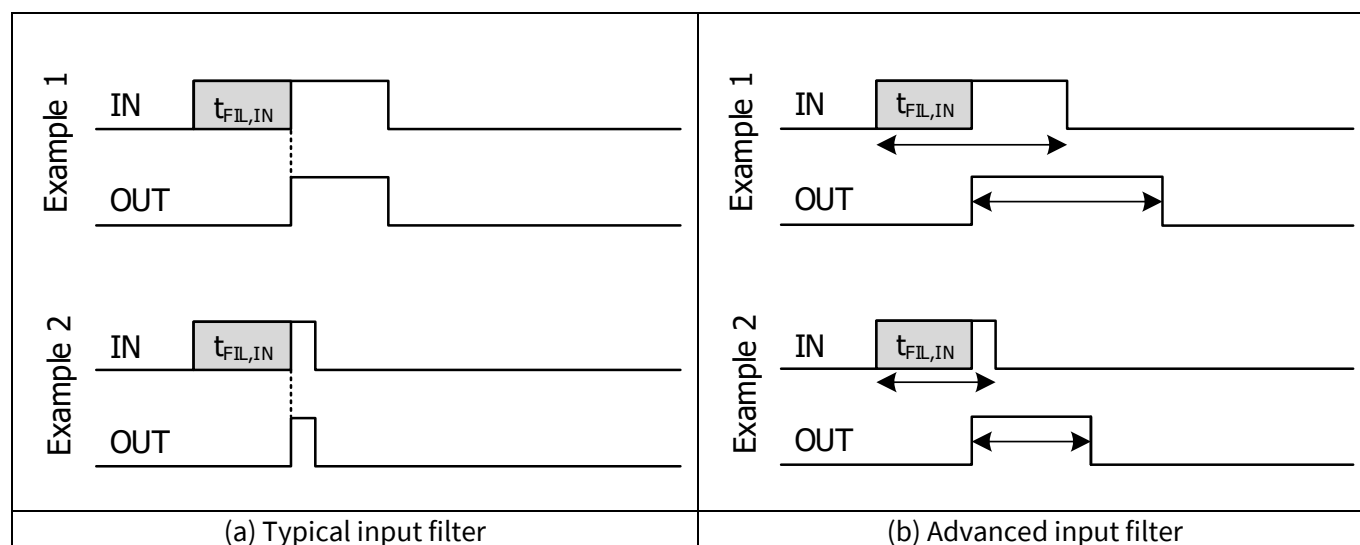 Example 1
IN
tFIL,IN
OUT
Example 2
IN
tFIL,IN
OUT
(a) Typical input filter
Example 1
IN
tFIL,IN
OUT
Example 2
IN
tFIL,IN
OUT
(b) Advanced input filter